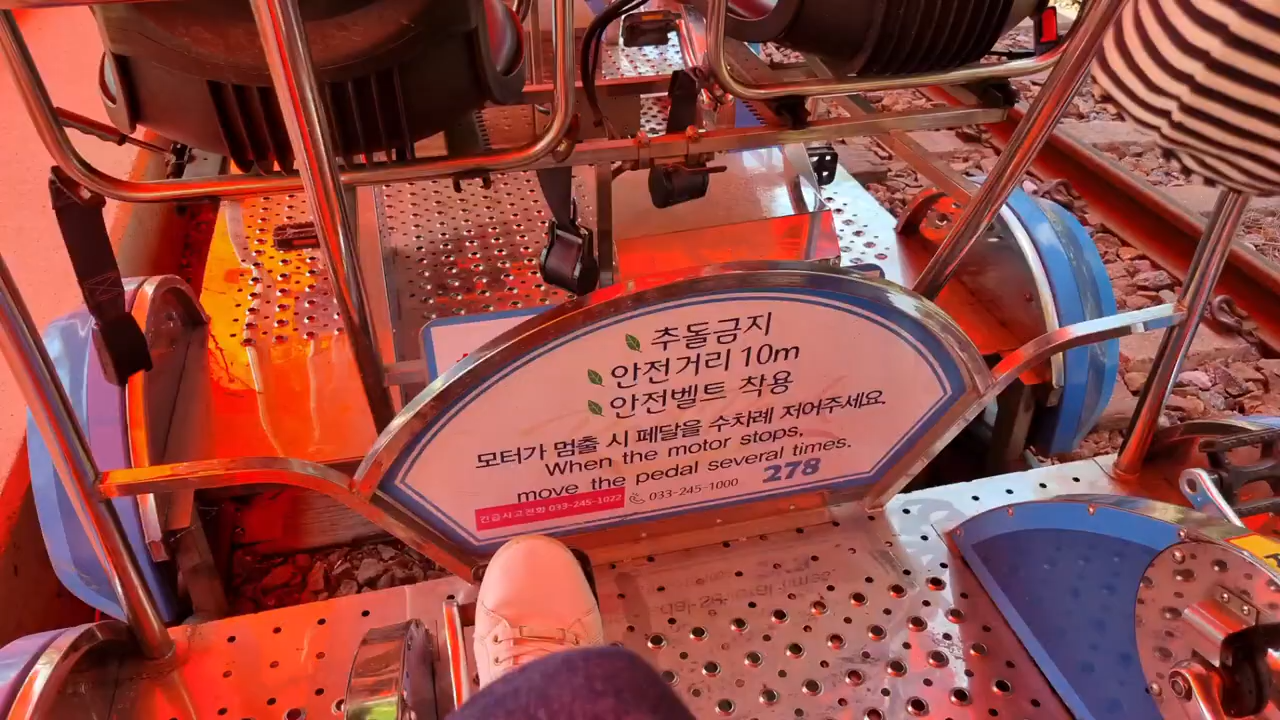 추돌금지
안전거리 10m
안전벨트 착용
모터가 멈출 시 페달을 수차례 저어주세요.
When the motor stops,
move the pedal several times.
278
긴급사고전화 033-245-1022 033-245-1000